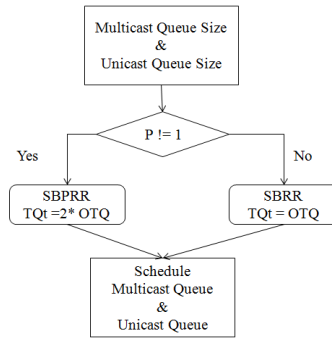 Multicast Queue Size
&
Unicast Queue Size
P != 1
Yes
No
SBPRR
TQt =2* OTQ
SBRR
TQt = OTQ
Schedule
Multicast Queue
&
Unicast Queue